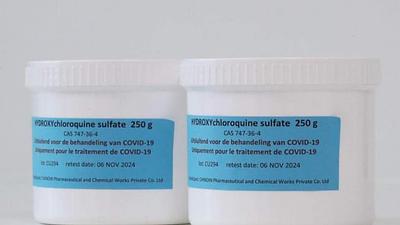 HYDROXYchloroquine sulfate 250 g
CAS 747-36-4
Uitsluitend voor de behandeling van COVID-19
Uniquement pour le traitement de COVID-19
lot CU294 retest date: 06 NOV 2024
Pharmaceutical and Chemical Works Private Co. Ltd
HYDROXYchloroquine sulfate 250 g
CAS 747-36-4
Uitsluitend voor de behandeling van COVID-19
Uniquement pour le traitement de COVID-19
lot CU294 retest date: 06 NOV 2024
Pharmaceutical and Chemical Works Private Co. Ltd